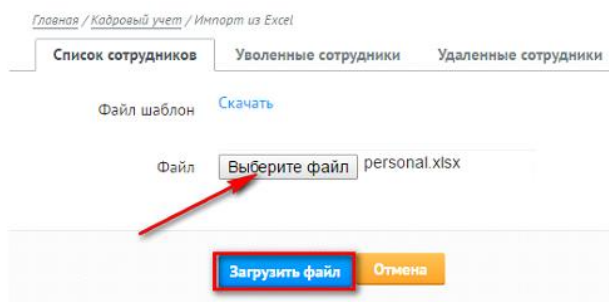 Главная / Кадровый учет / Импорт из Excel
Список сотрудников Уволенные сотрудники Удаленные сотрудники
Файл шаблон Скачать
Файл Выберите файл personal.xlsx
Загрузить файл Отмена